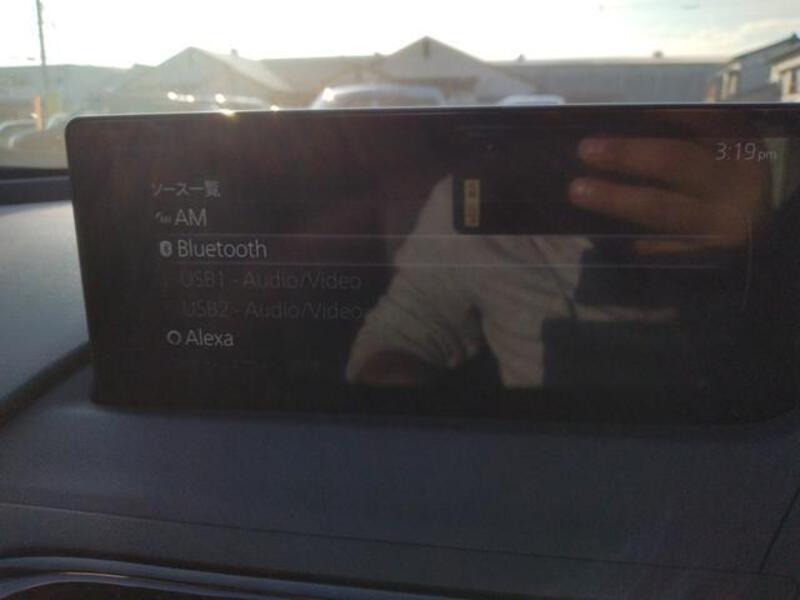 3:19pm
ソース一覧
AM
Bluetooth
USB1 - Audio/Video
USB2 - Audio/Video
Alexa